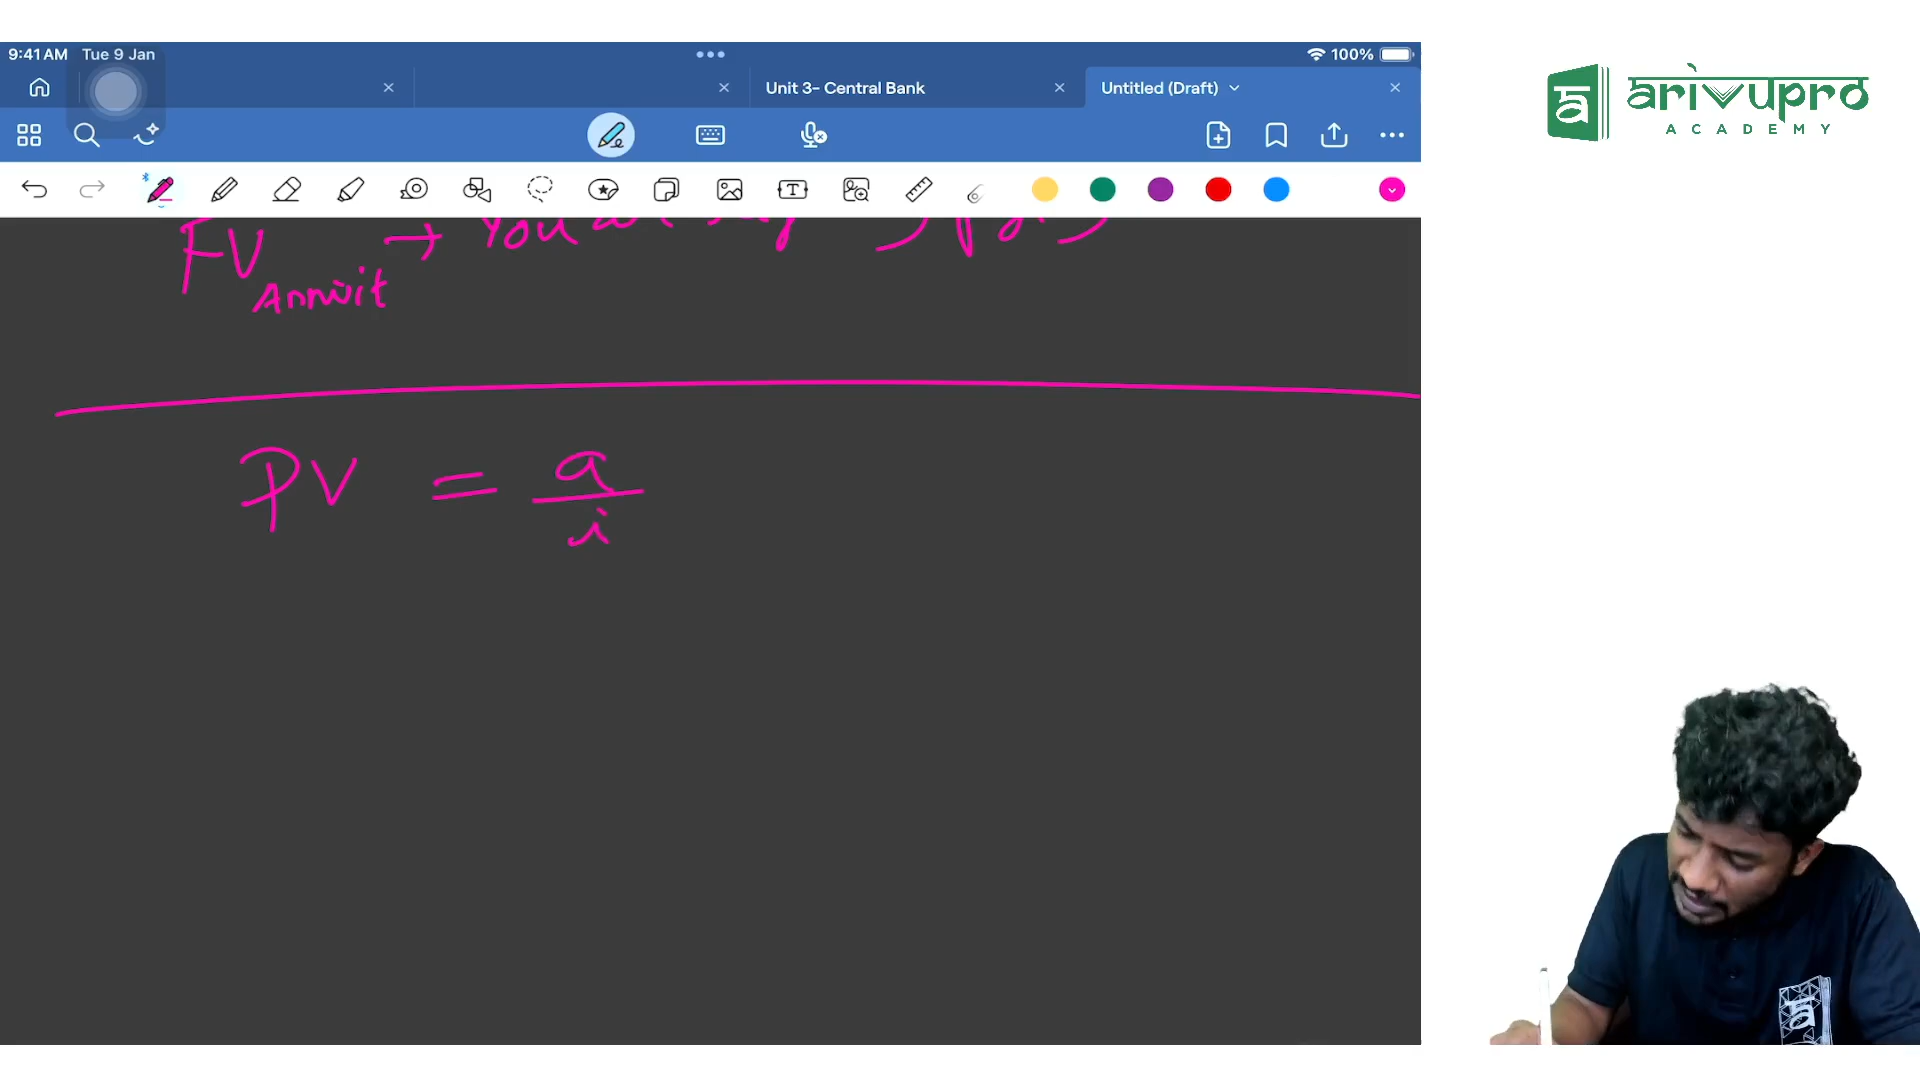 9:41 AM Tue 9 Jan
100%
Unit 3- Central Bank
Untitled (Draft)
arivupro
ACADEMY
FV → You
Annuit
PV = a
i